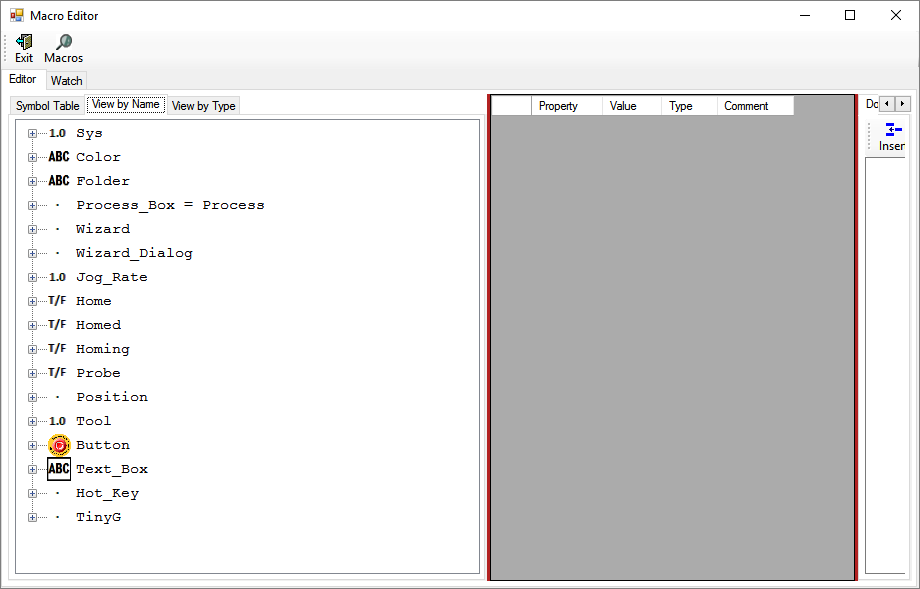 Macro Editor
Exit Macros
Editor Watch
Symbol Table View by Name View by Type
1.0 Sys
ABC Color
ABC Folder
Process_Box = Process
Wizard
Wizard_Dialog
1.0 Jog_Rate
T/F Home
T/F Homed
T/F Homing
T/F Probe
Position
1.0 Tool
Button
ABC Text_Box
Hot_Key
TinyG
Property Value Type Comment
Do
Inser